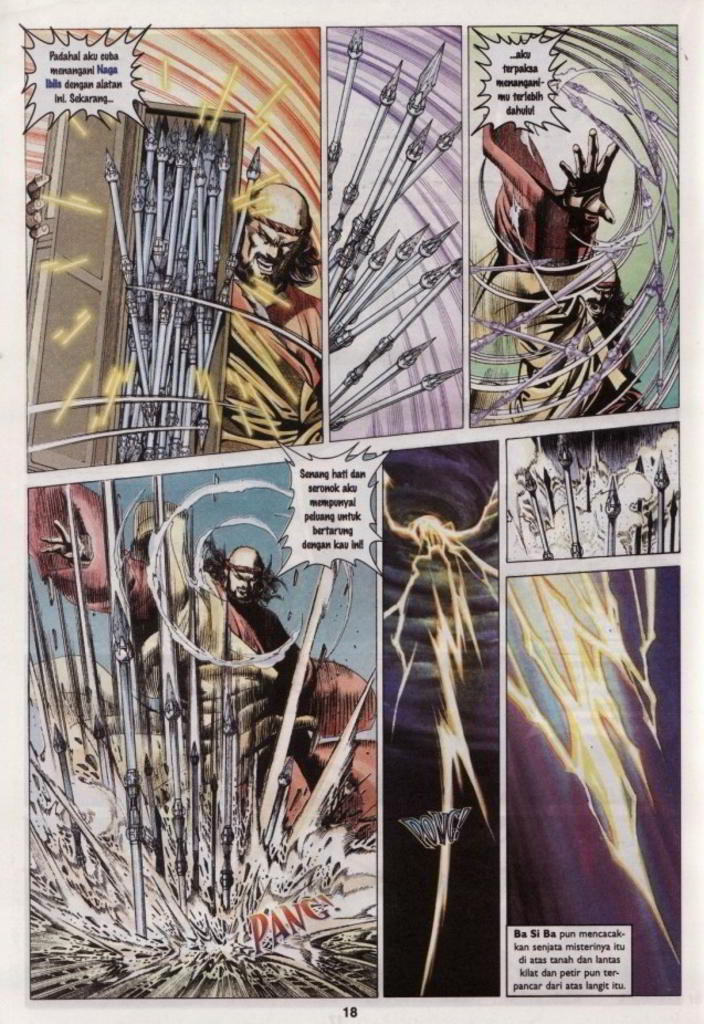 Padahal aku cuba
menangani Naga
Iblis dengan alatan
ini. Sekarang...
...aku
terpaksa
menangani-
mu terlebih
dahulu!
Senang hati dan
seronok aku
mempunyai
peluang untuk
bertarung
dengan kau ini!!
PANG!
PONG!
Ba Si Ba pun mencacak-
kan senjata misterinya itu
di atas tanah dan lantas
kilat dan petir pun ter-
pancar dari atas langit itu.
18